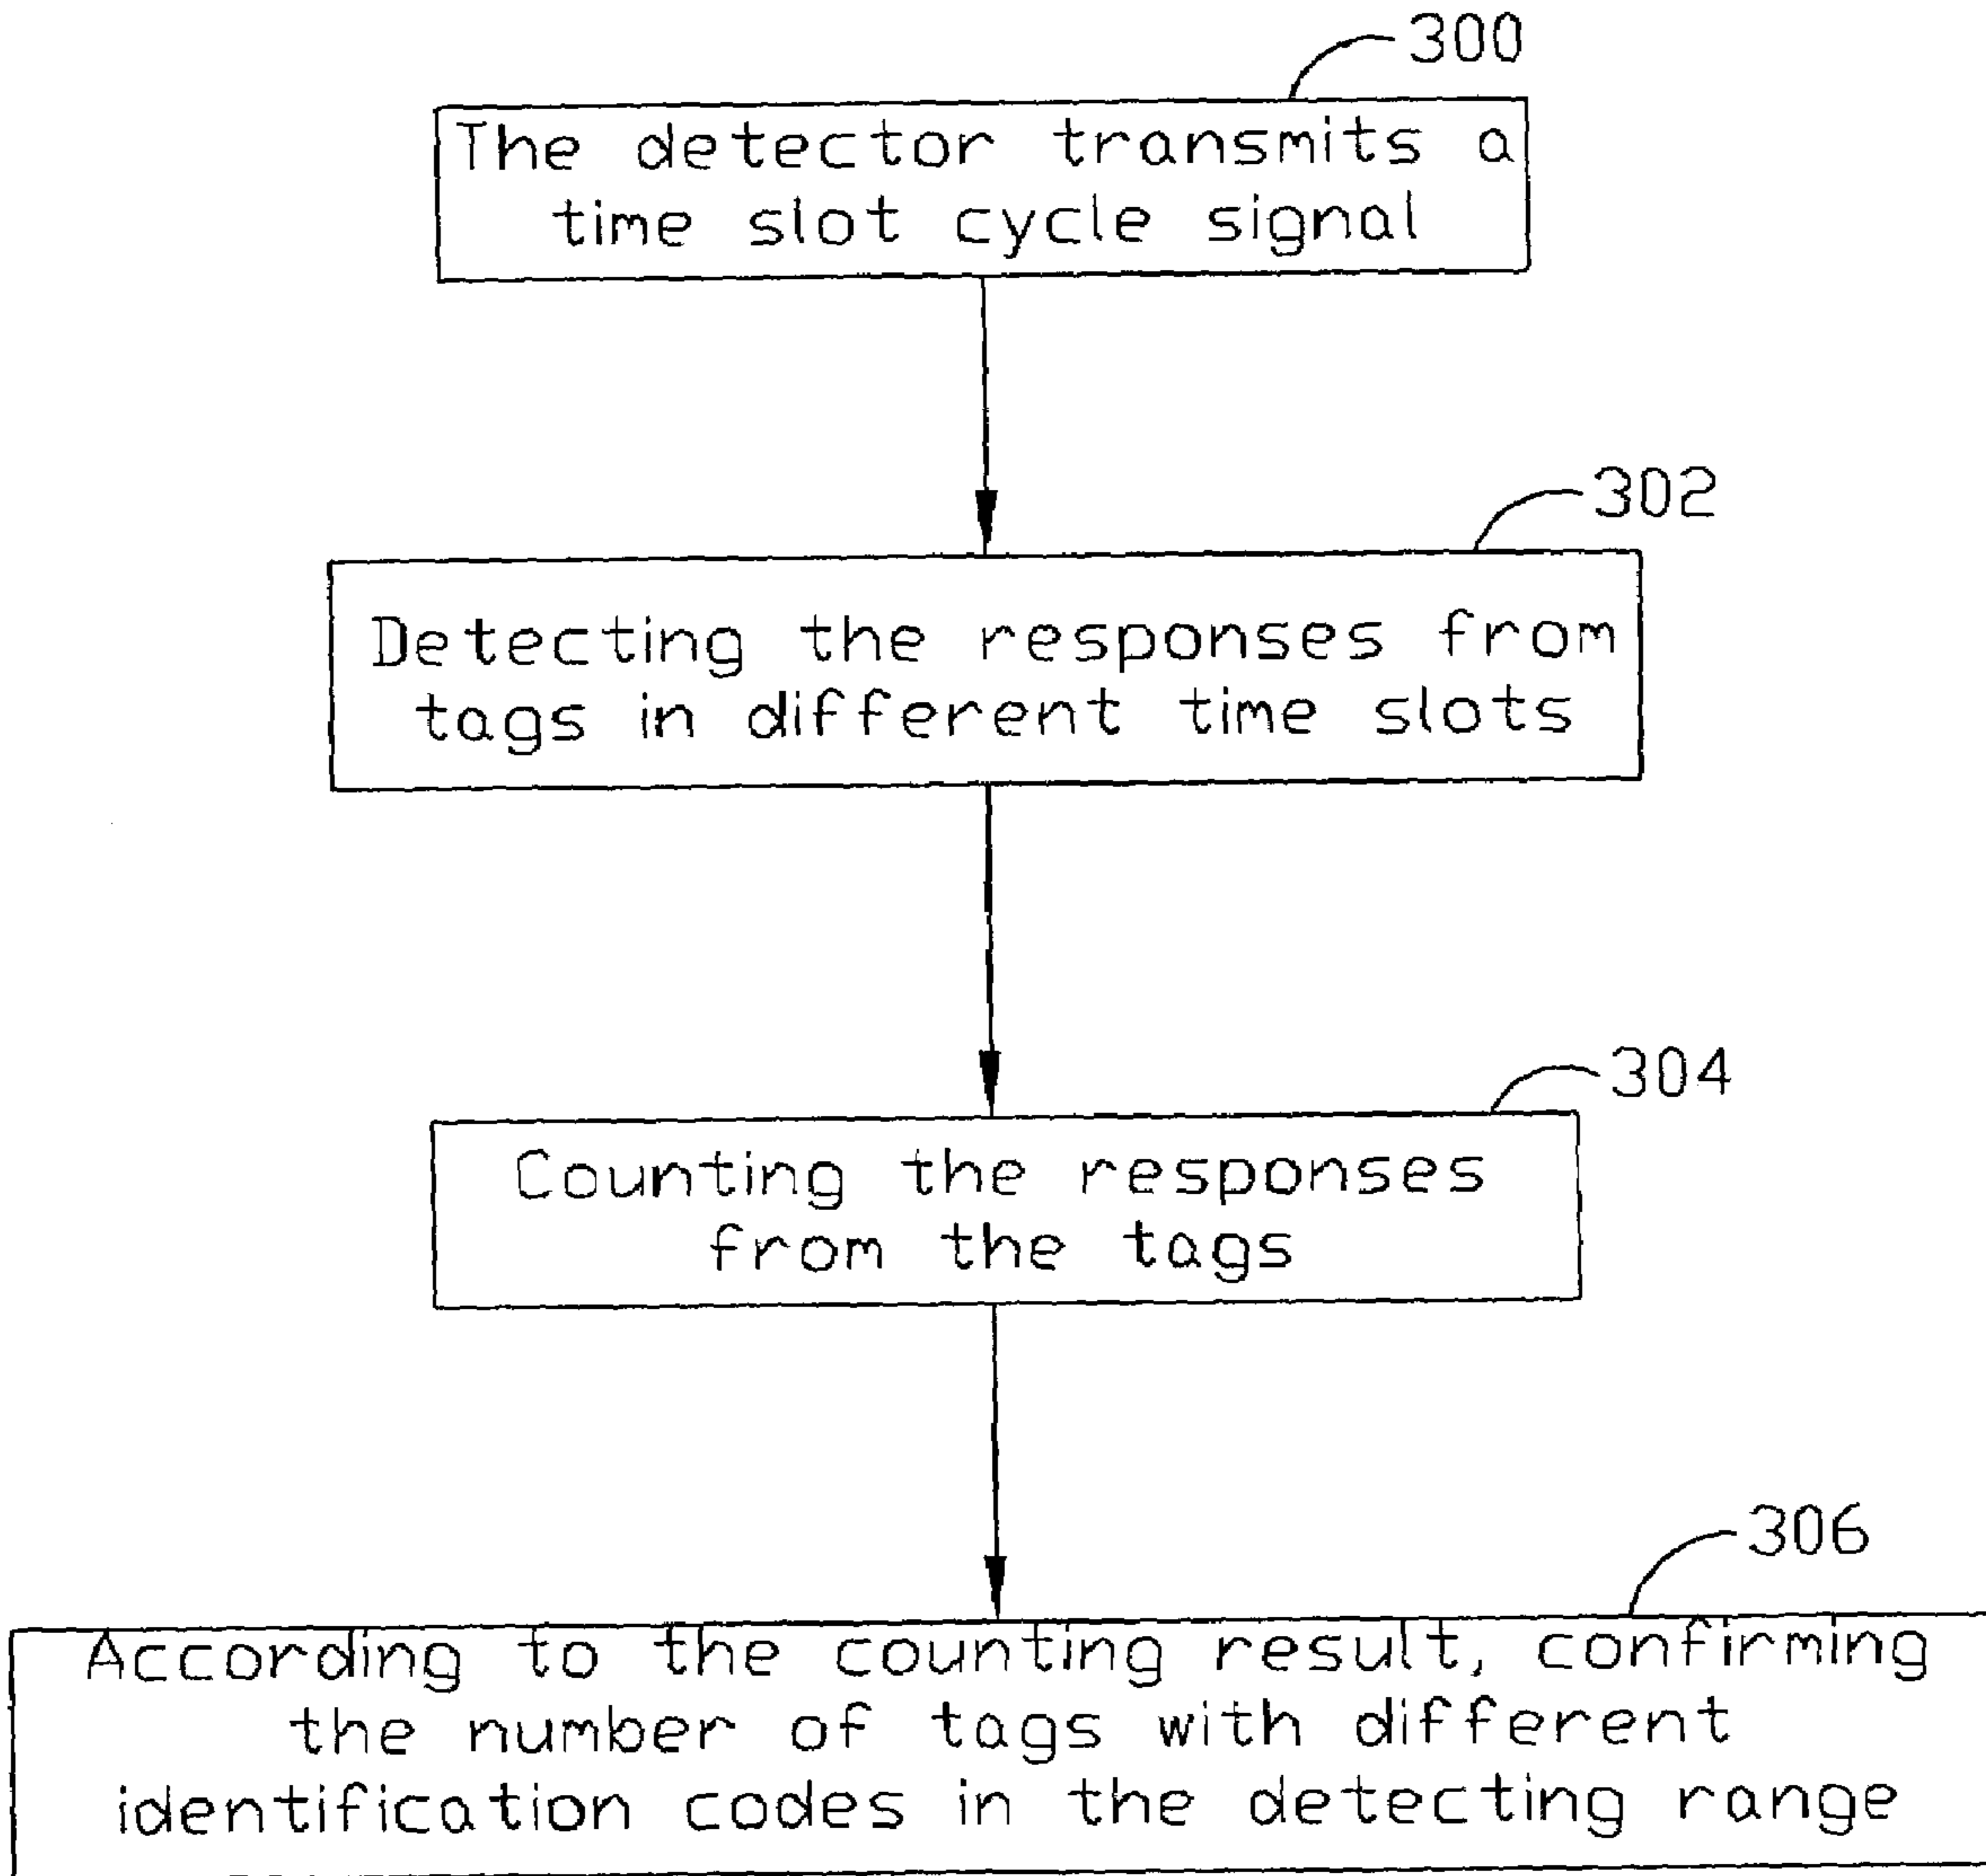 300
The detector transmits a
time slot cycle signal
302
Detecting the responses from
tags in different time slots
304
Counting the responses
from the tags
306
According to the counting result, confirming
the number of tags with different
identification codes in the detecting range